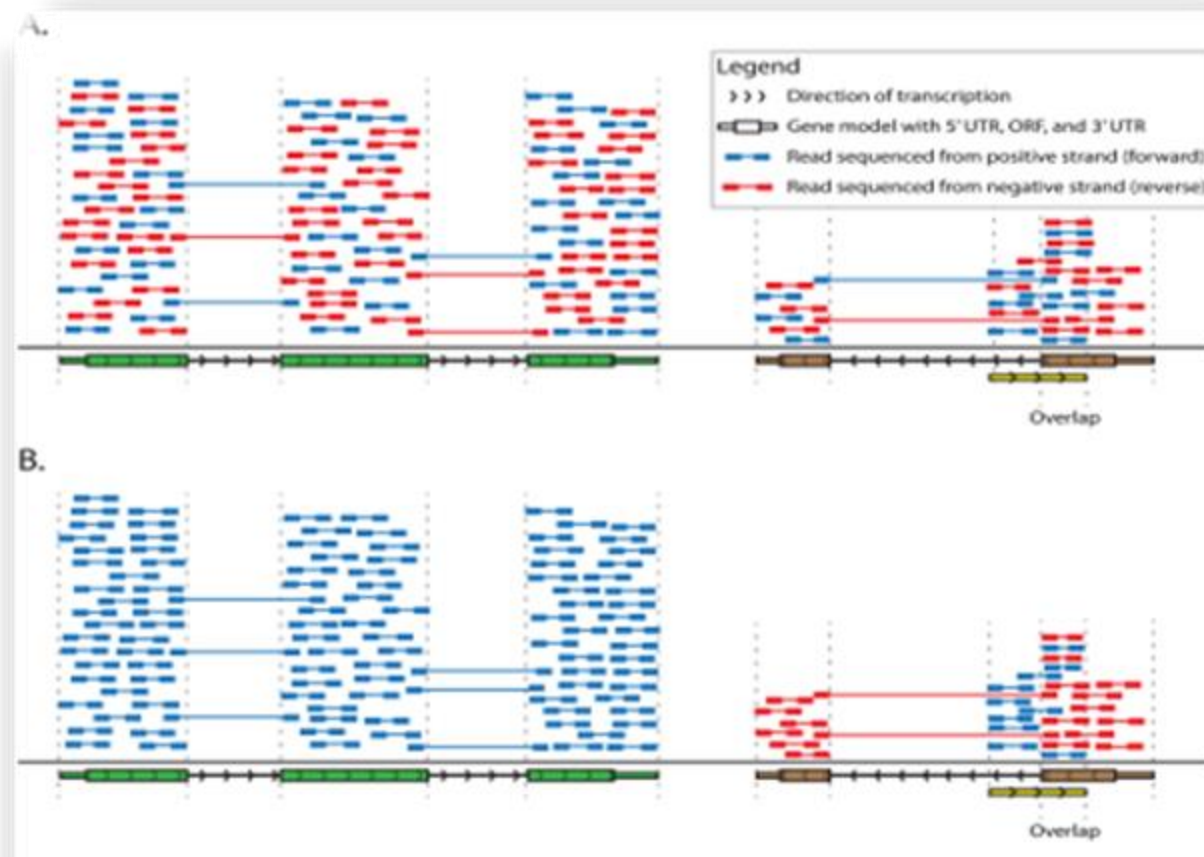 A.
Legend
Direction of transcription
Gene model with 5' UTR, ORF, and 3' UTR
Read sequenced from positive strand (forward)
Read sequenced from negative strand (reverse)
Overlap
B.
Overlap